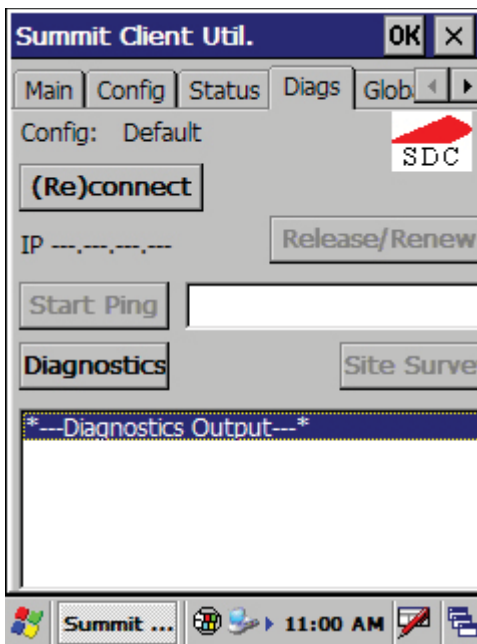 Summit Client Util. OK ×
Main Config Status Diags Glob
Config: Default
SDC
(Re)connect
IP ---.---.---.--- Release/Renew
Start Ping
Diagnostics Site Surve
*---Diagnostics Output---*
Summit ... 11:00 AM